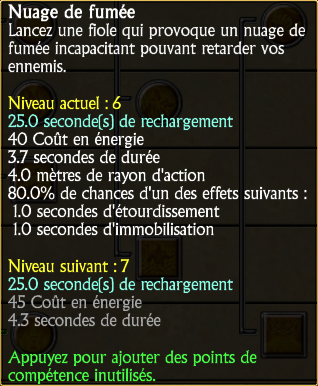 Nuage de fumée
Lancez une fiole qui provoque un nuage de
fumée incapacitant pouvant retarder vos
ennemis.
Niveau actuel : 6
25.0 seconde(s) de rechargement
40 Coût en énergie
3.7 secondes de durée
4.0 mètres de rayon d'action
80.0% de chances d'un des effets suivants :
1.0 secondes d'étourdissement
1.0 secondes d'immobilisation
Niveau suivant : 7
25.0 seconde(s) de rechargement
45 Coût en énergie
4.3 secondes de durée
Appuyez pour ajouter des points de
compétence inutilisés.